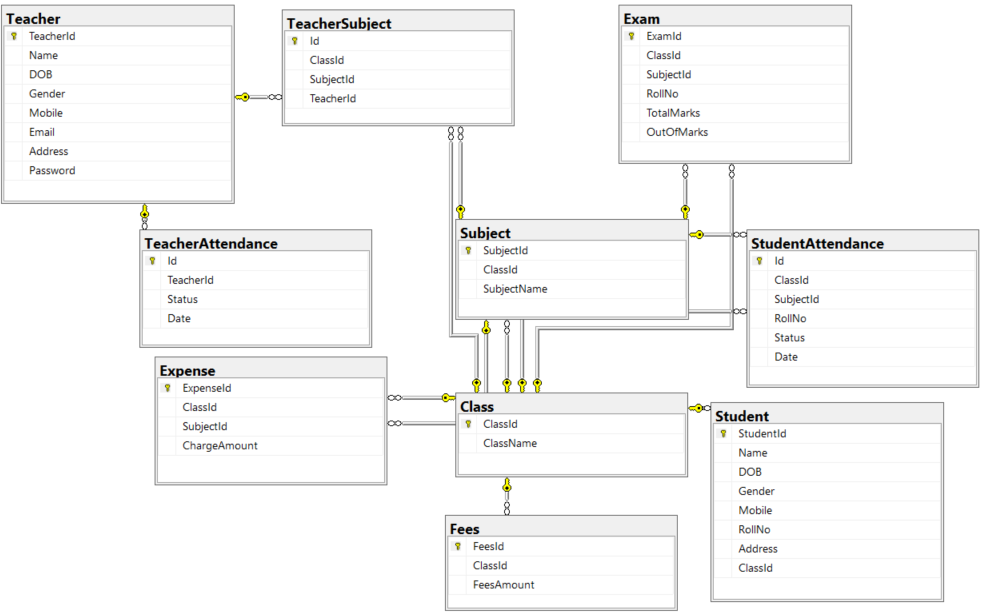 Teacher
TeacherId
Name
DOB
Gender
Mobile
Email
Address
Password
TeacherSubject
Id
ClassId
SubjectId
TeacherId
Exam
ExamId
ClassId
SubjectId
RollNo
TotalMarks
OutOfMarks
TeacherAttendance
Id
TeacherId
Status
Date
Subject
SubjectId
ClassId
SubjectName
StudentAttendance
Id
ClassId
SubjectId
RollNo
Status
Date
Expense
ExpenseId
ClassId
SubjectId
ChargeAmount
Class
ClassId
ClassName
Student
StudentId
Name
DOB
Gender
Mobile
RollNo
Address
ClassId
Fees
FeesId
ClassId
FeesAmount